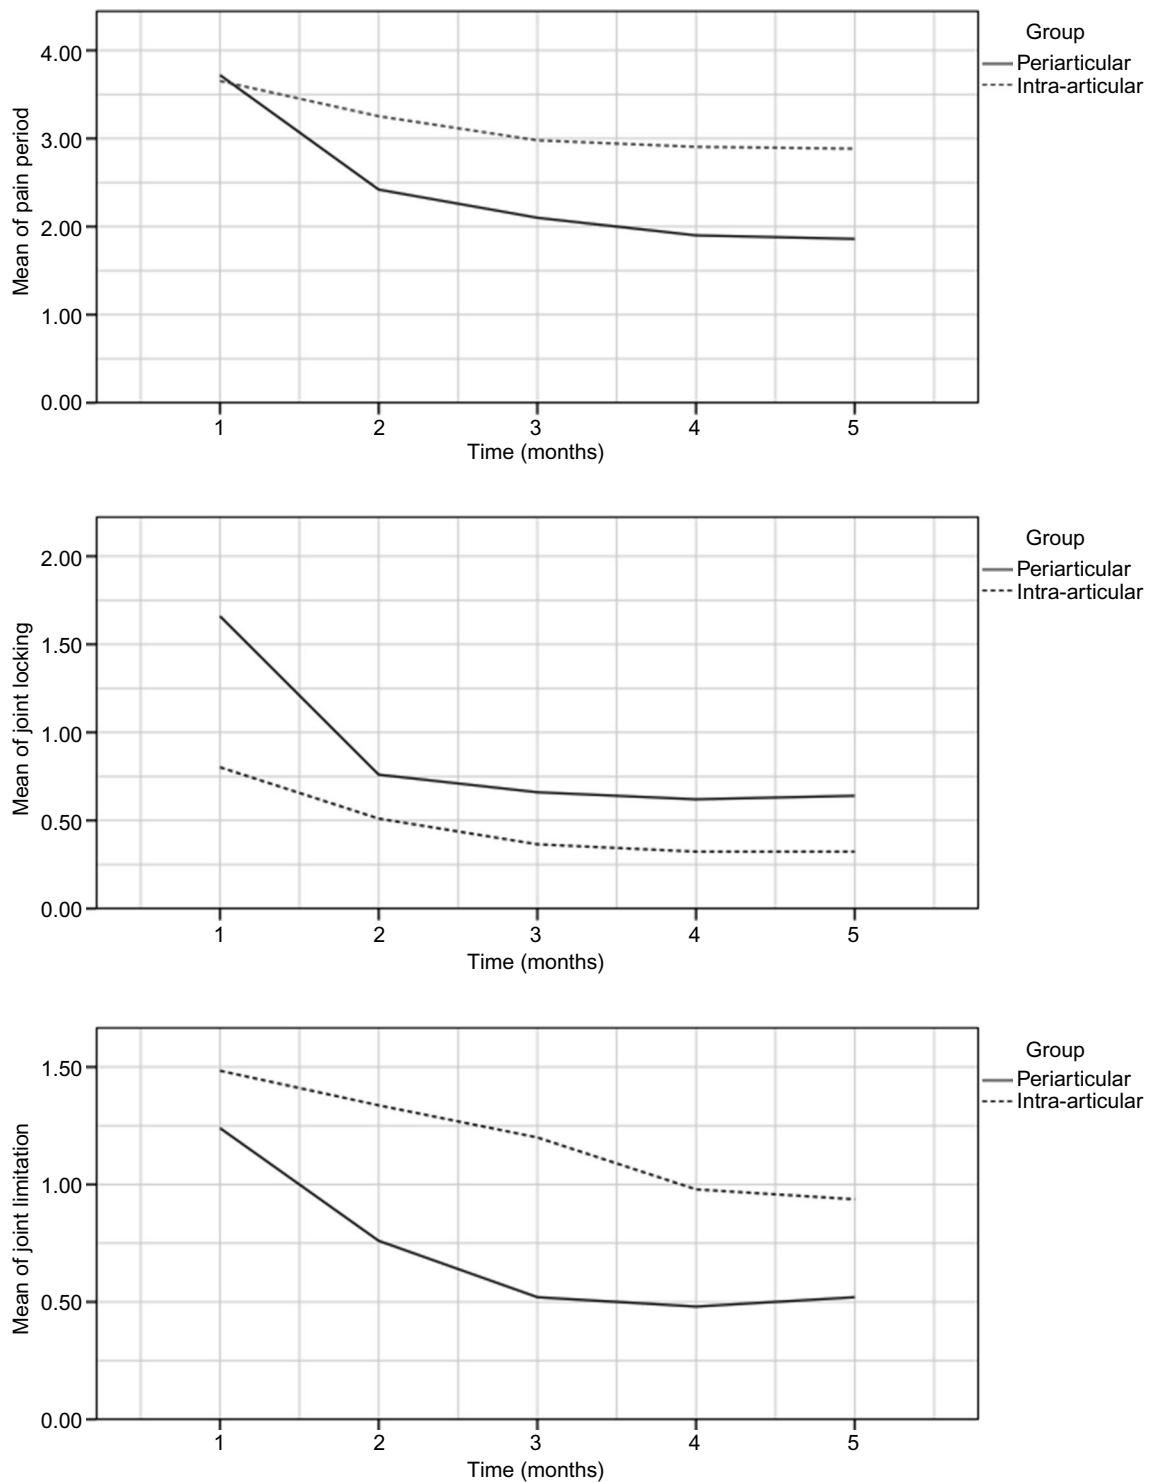 Group
Periarticular
Intra-articular
4.00
3.00
2.00
1.00
0.00
Mean of pain period
1 2 3 4 5
Time (months)
Group
Periarticular
Intra-articular
2.00
1.50
1.00
0.50
0.00
Mean of joint locking
1 2 3 4 5
Time (months)
Group
Periarticular
Intra-articular
1.50
1.00
0.50
0.00
Mean of joint limitation
1 2 3 4 5
Time (months)